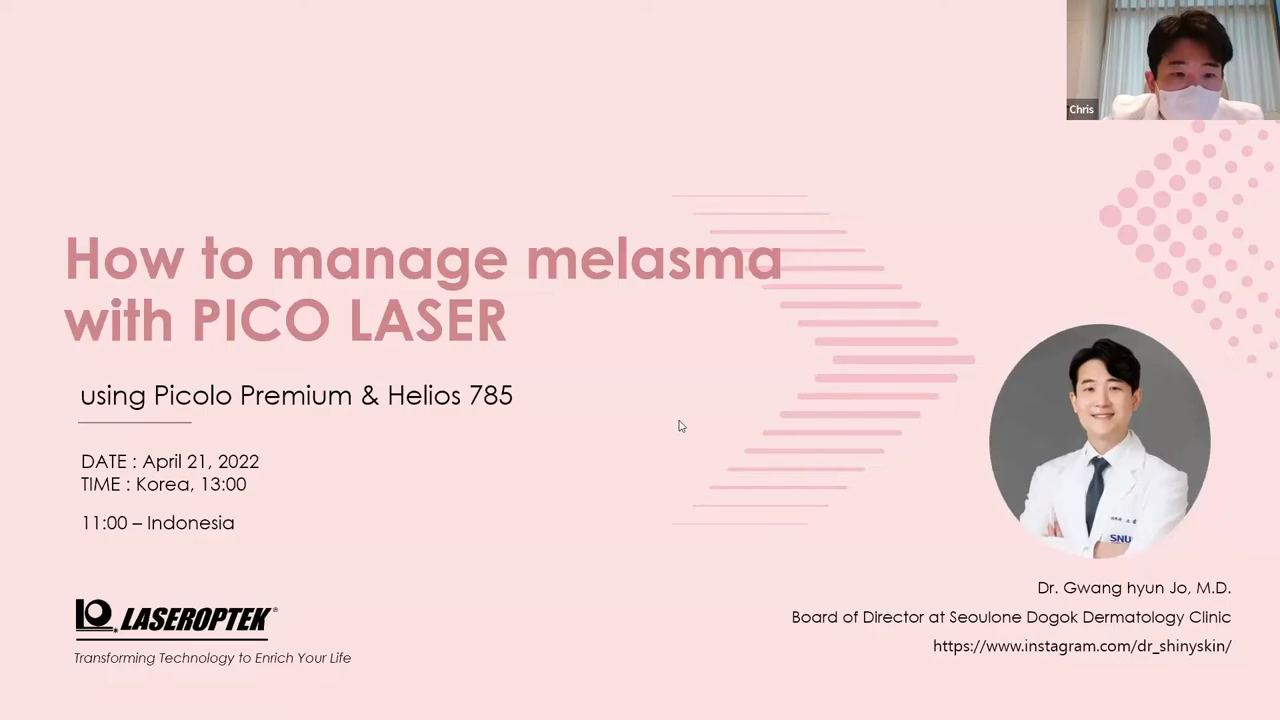 Chris
How to manage melasma
with PICO LASER
using Picolo Premium & Helios 785
DATE : April 21, 2022
TIME : Korea, 13:00
11:00 – Indonesia
LASEROPTEK®
Transforming Technology to Enrich Your Life
SNU
Dr. Gwang hyun Jo, M.D.
Board of Director at Seoulone Dogok Dermatology Clinic
https://www.instagram.com/dr_shinyskin/